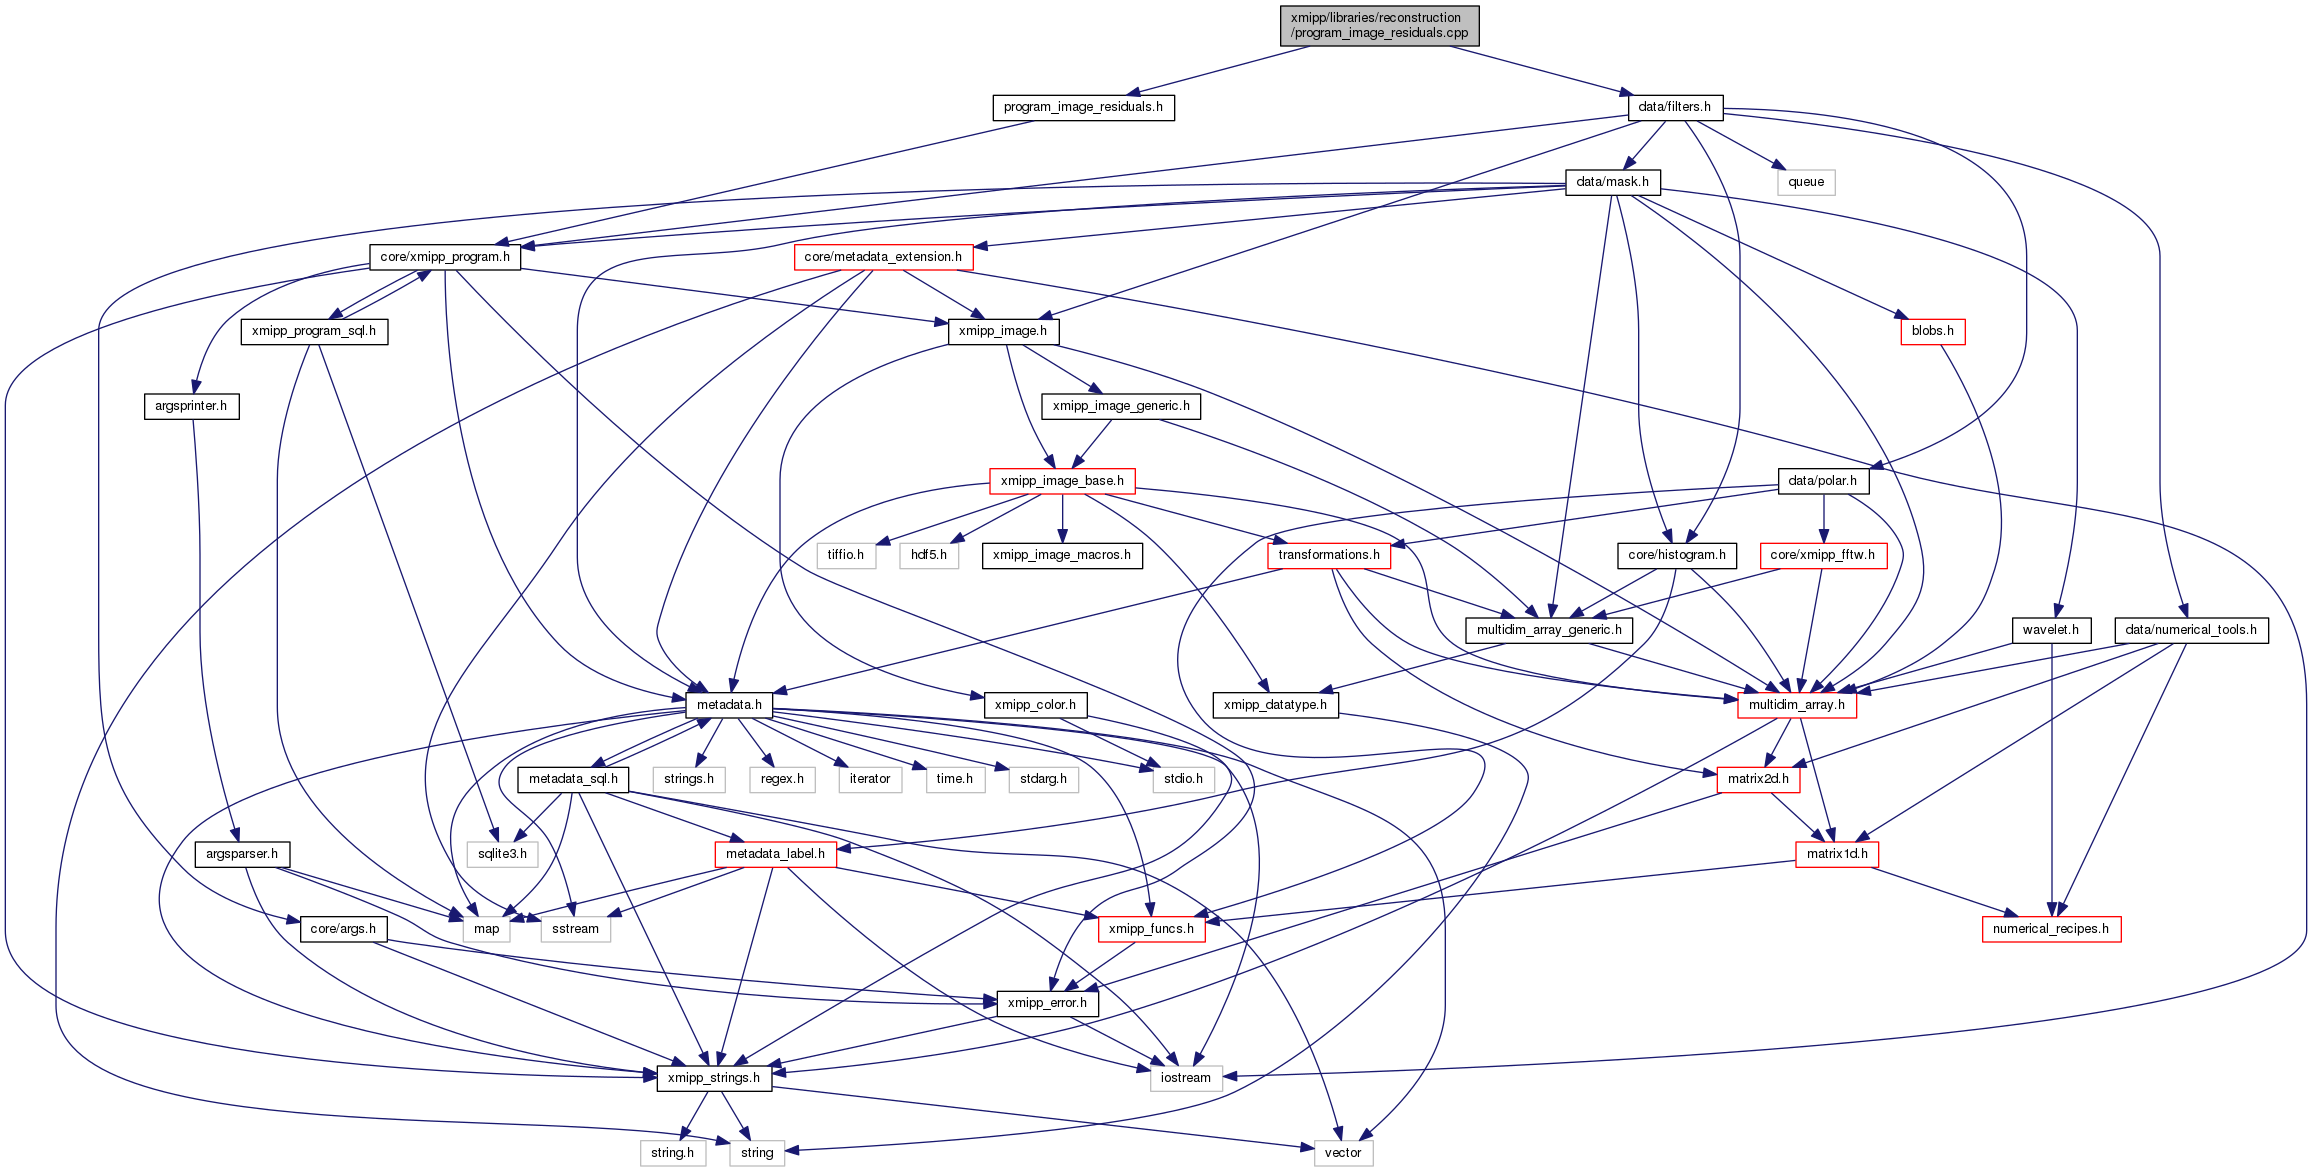 xmipp/libraries/reconstruction
/program_image_residuals.cpp
program_image_residuals.h
data/filters.h
data/mask.h
queue
core/xmipp_program.h
core/metadata_extension.h
xmipp_program_sql.h
xmipp_image.h
blobs.h
argsprinter.h
xmipp_image_generic.h
xmipp_image_base.h
data/polar.h
tiffio.h
hdf5.h
xmipp_image_macros.h
transformations.h
core/histogram.h
core/xmipp_fftw.h
multidim_array_generic.h
wavelet.h
data/numerical_tools.h
metadata.h
xmipp_color.h
xmipp_datatype.h
multidim_array.h
metadata_sql.h
strings.h
regex.h
iterator
time.h
stdarg.h
stdio.h
matrix2d.h
argsparser.h
sqlite3.h
metadata_label.h
matrix1d.h
core/args.h
map
sstream
xmipp_funcs.h
numerical_recipes.h
xmipp_error.h
xmipp_strings.h
iostream
string.h
string
vector